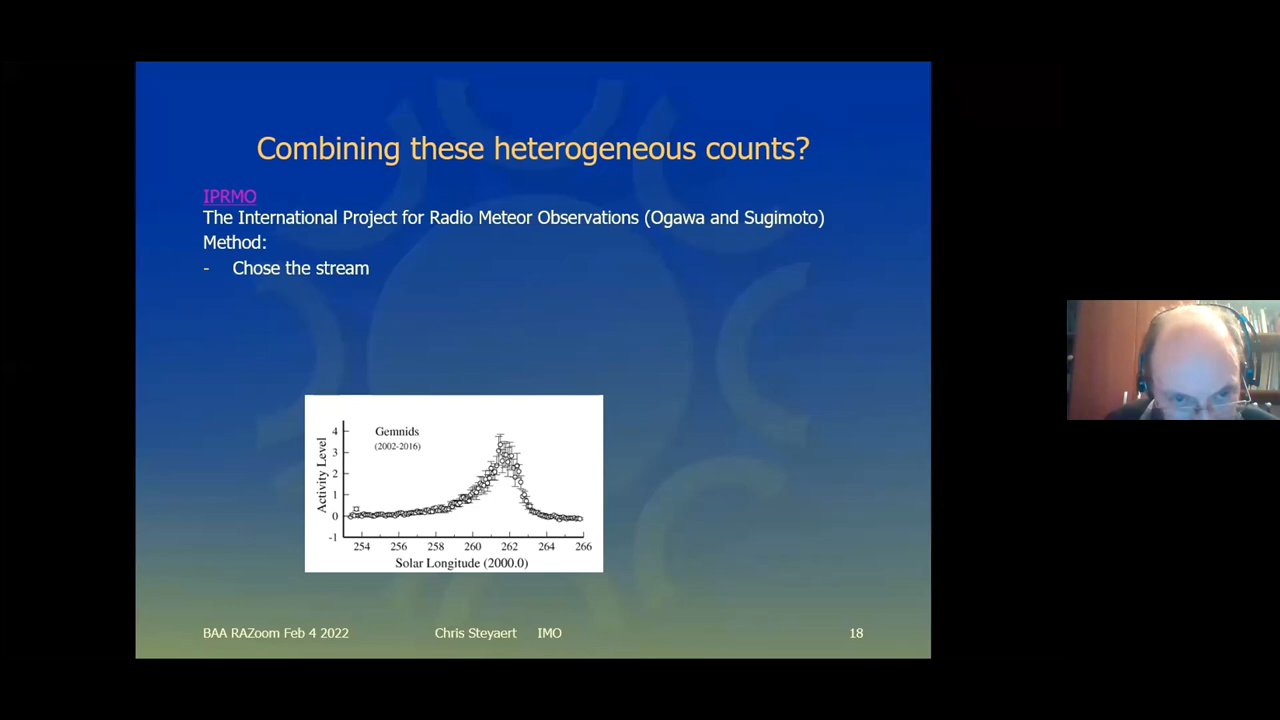 Combining these heterogeneous counts?
IPRMO
The International Project for Radio Meteor Observations (Ogawa and Sugimoto)
Method:
- Chose the stream
Gemnids
(2002-2016)
Activity Level
4
3
2
1
0
-1
254 256 258 260 262 264 266
Solar Longitude (2000.0)
BAA RAZoom Feb 4 2022 Chris Steyaert IMO 18